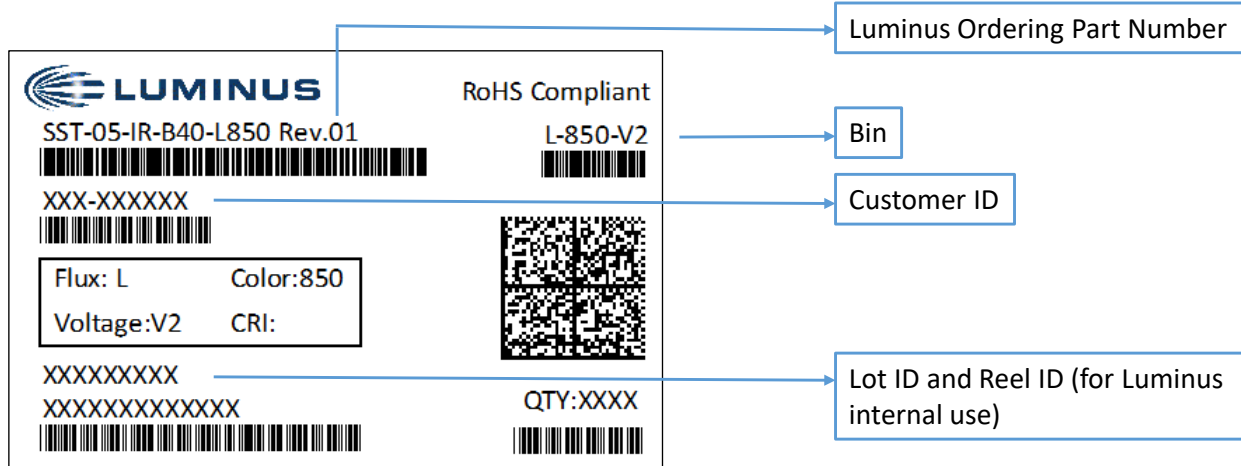 Luminus Ordering Part Number
LUMINUS
RoHS Compliant
SST-05-IR-B40-L850 Rev.01
L-850-V2
Bin
XXX-XXXXXX
Customer ID
Flux: L Color:850
Voltage:V2 CRI:
XXXXXXXXX
Lot ID and Reel ID (for Luminus
internal use)
XXXXXXXXXXXXX
QTY:XXXX